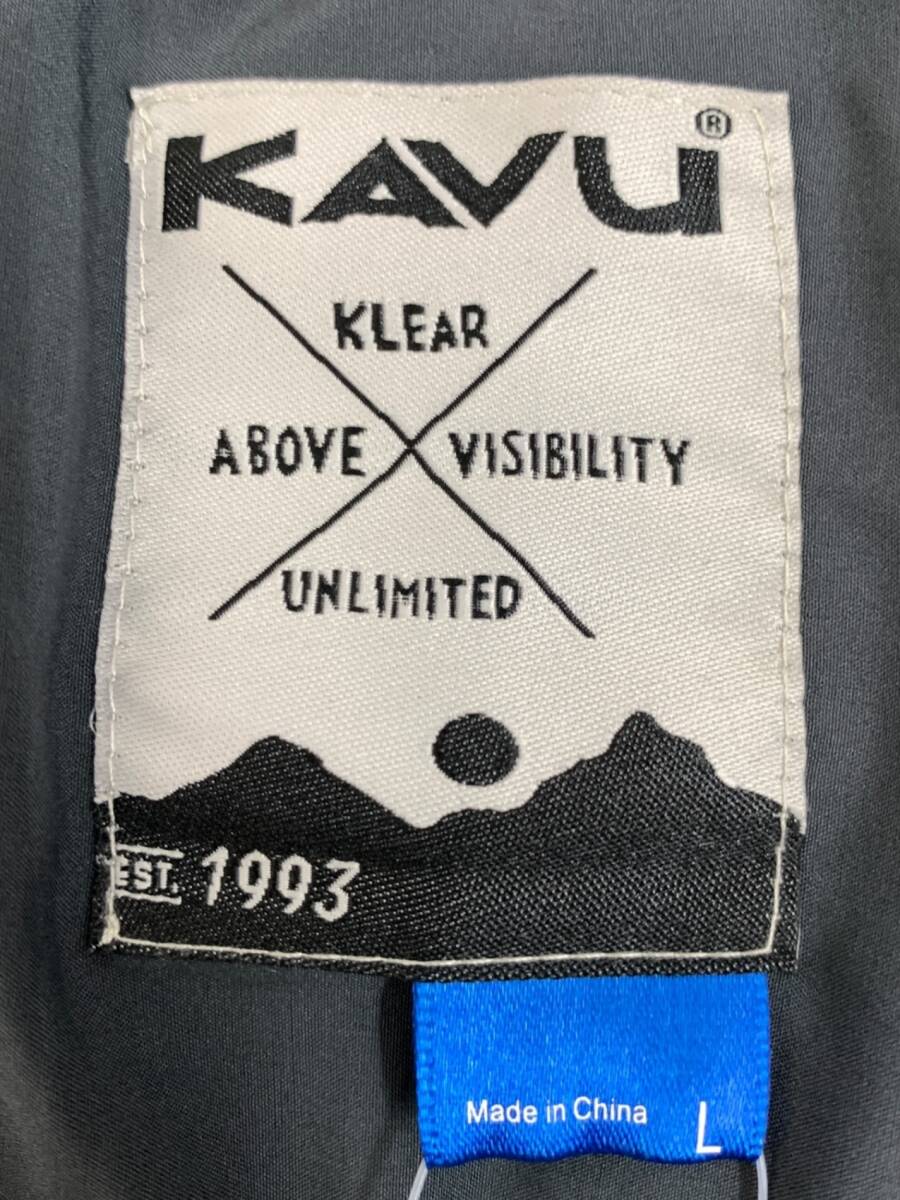 KAVU®
KLEAR
ABOVE VISIBILITY
UNLIMITED
EST. 1993
Made in China L